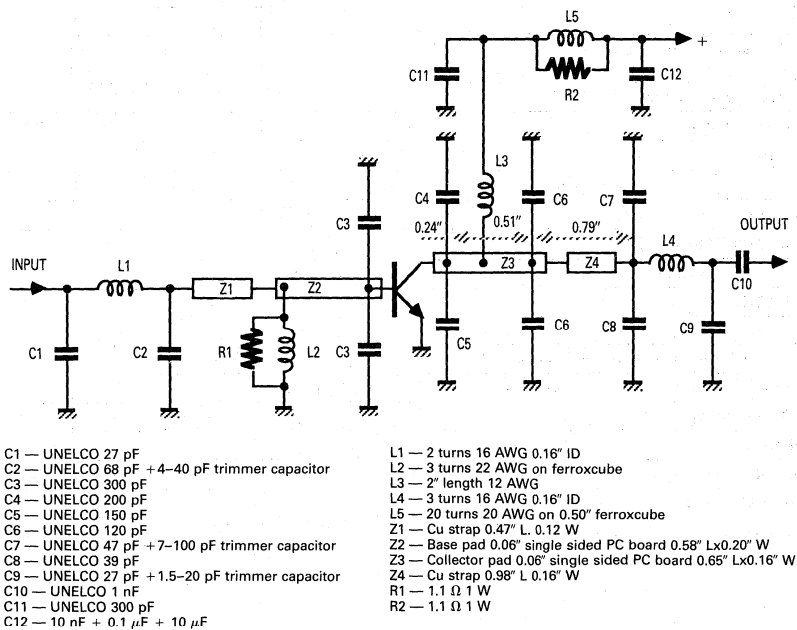 L5
+
C11
R2
C12
L3
C4
C6
C7
C3
0.24″
0.51″
0.79″
OUTPUT
INPUT
L1
L4
Z1
Z2
Z3
Z4
C10
C1
C2
R1
L2
C3
C5
C6
C8
C9
C1 — UNELCO 27 pF
C2 — UNELCO 68 pF +4–40 pF trimmer capacitor
C3 — UNELCO 300 pF
C4 — UNELCO 200 pF
C5 — UNELCO 150 pF
C6 — UNELCO 120 pF
C7 — UNELCO 47 pF +7–100 pF trimmer capacitor
C8 — UNELCO 39 pF
C9 — UNELCO 27 pF +1.5–20 pF trimmer capacitor
C10 — UNELCO 1 nF
C11 — UNELCO 300 pF
C12 — 10 nF + 0.1 μF + 10 μF
L1 — 2 turns 16 AWG 0.16″ ID
L2 — 3 turns 22 AWG on ferroxcube
L3 — 2″ length 12 AWG
L4 — 3 turns 16 AWG 0.16″ ID
L5 — 20 turns 20 AWG on 0.50″ ferroxcube
Z1 — Cu strap 0.47″ L. 0.12 W
Z2 — Base pad 0.06″ single sided PC board 0.58″ Lx0.20″ W
Z3 — Collector pad 0.06″ single sided PC board 0.65″ Lx0.16″ W
Z4 — Cu strap 0.98″ L 0.16″ W
R1 — 1.1 Ω 1 W
R2 — 1.1 Ω 1 W